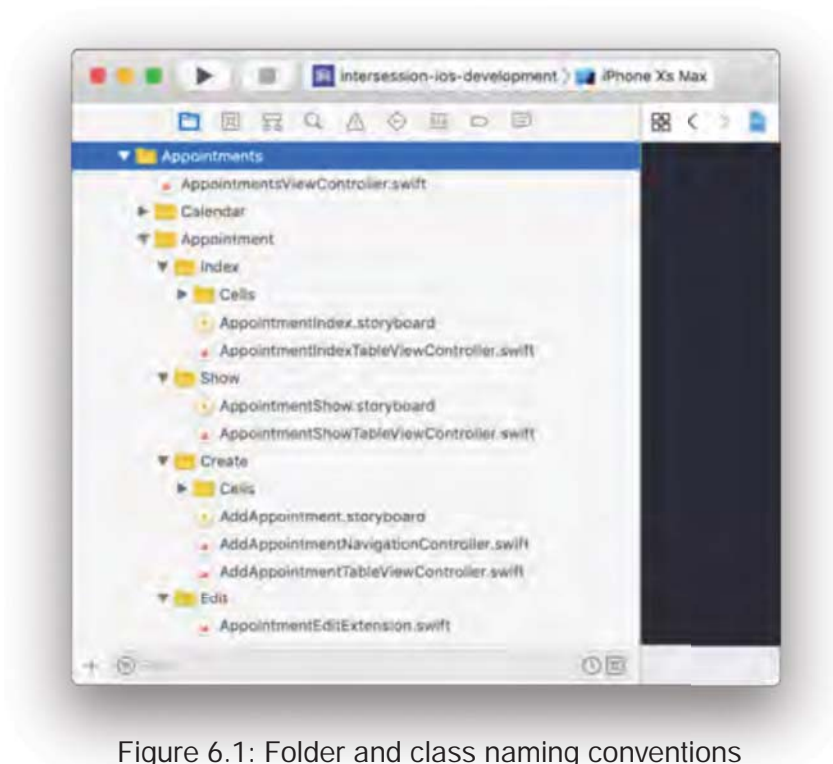 intersession-ios-development > iPhone Xs Max
Appointments
AppointmentsViewController.swift
Calendar
Appointment
Index
Cells
AppointmentIndex.storyboard
AppointmentIndexTableViewController.swift
Show
AppointmentShow.storyboard
AppointmentShowTableViewController.swift
Create
Cells
AddAppointment.storyboard
AddAppointmentNavigationController.swift
AddAppointmentTableViewController.swift
Edit
AppointmentEditExtension.swift
Figure 6.1: Folder and class naming conventions